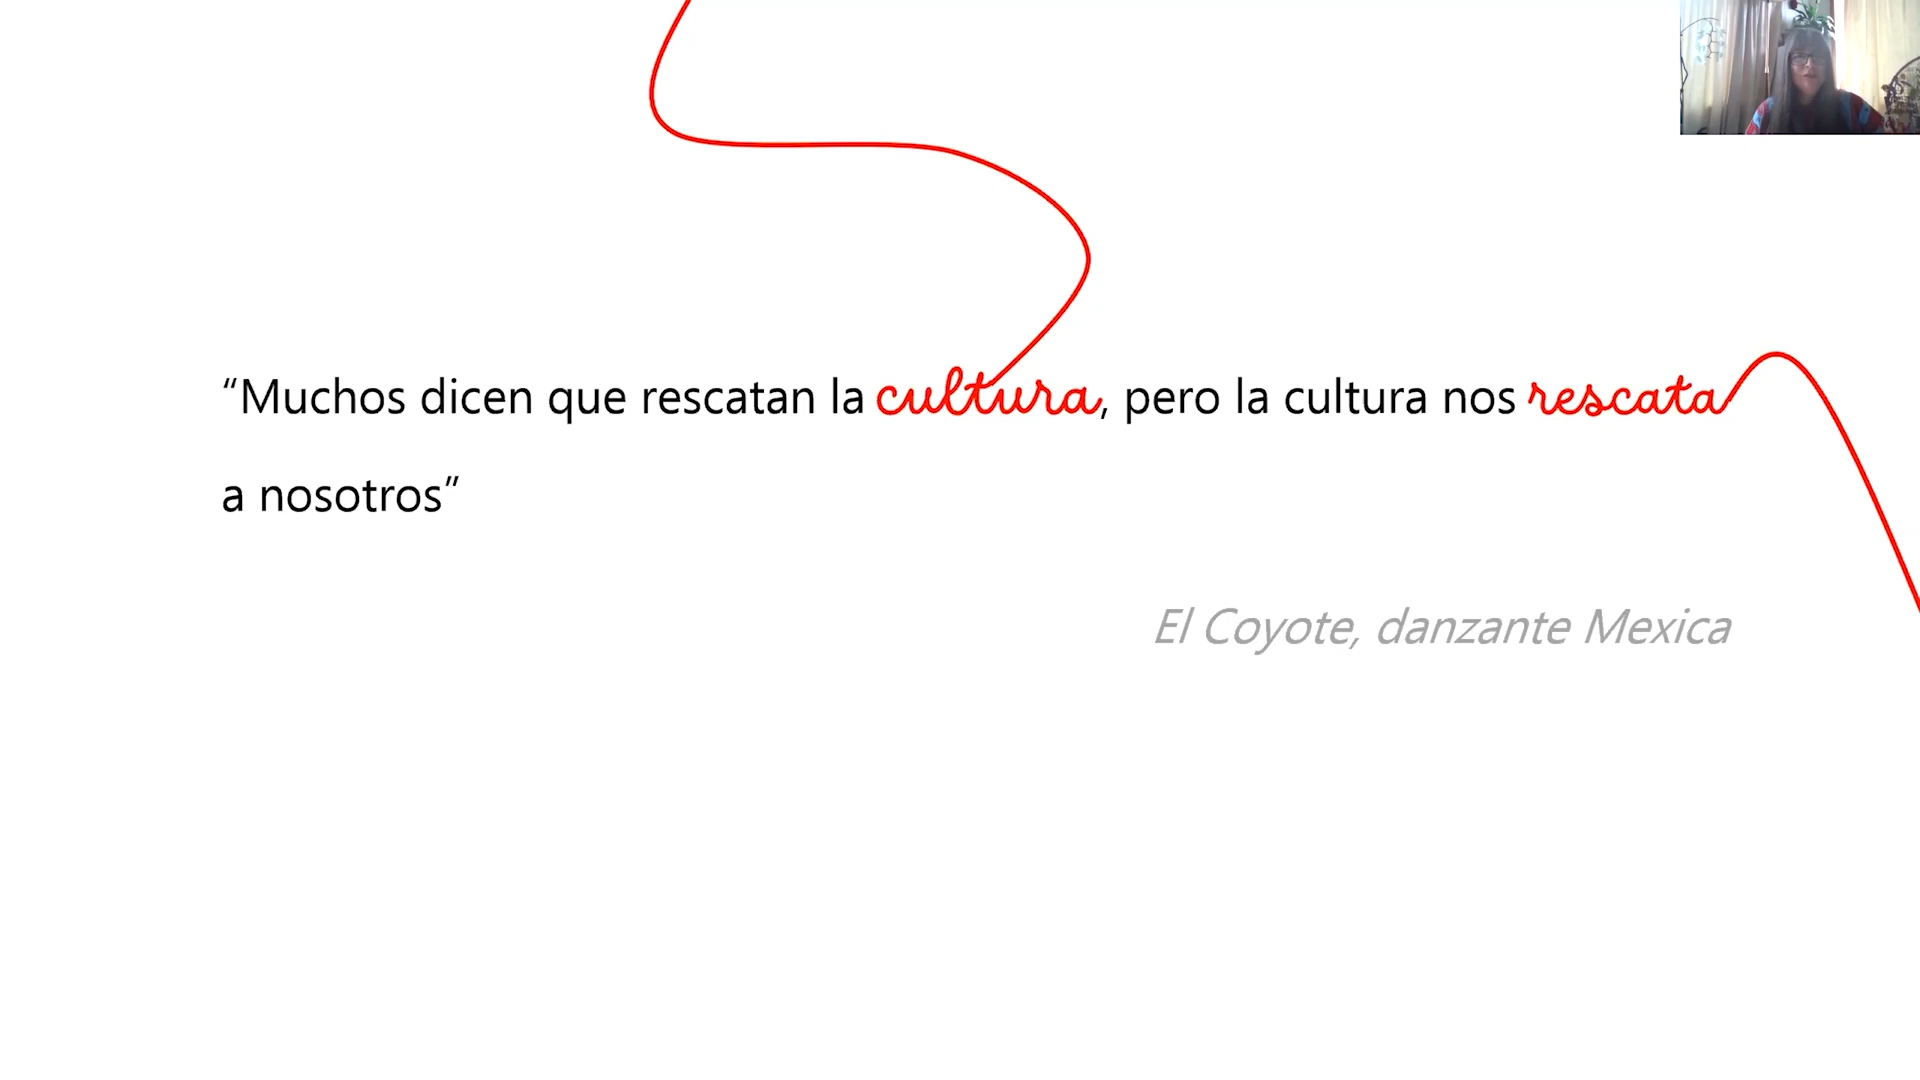 “Muchos dicen que rescatan la cultura, pero la cultura nos rescata
a nosotros”
El Coyote, danzante Mexica